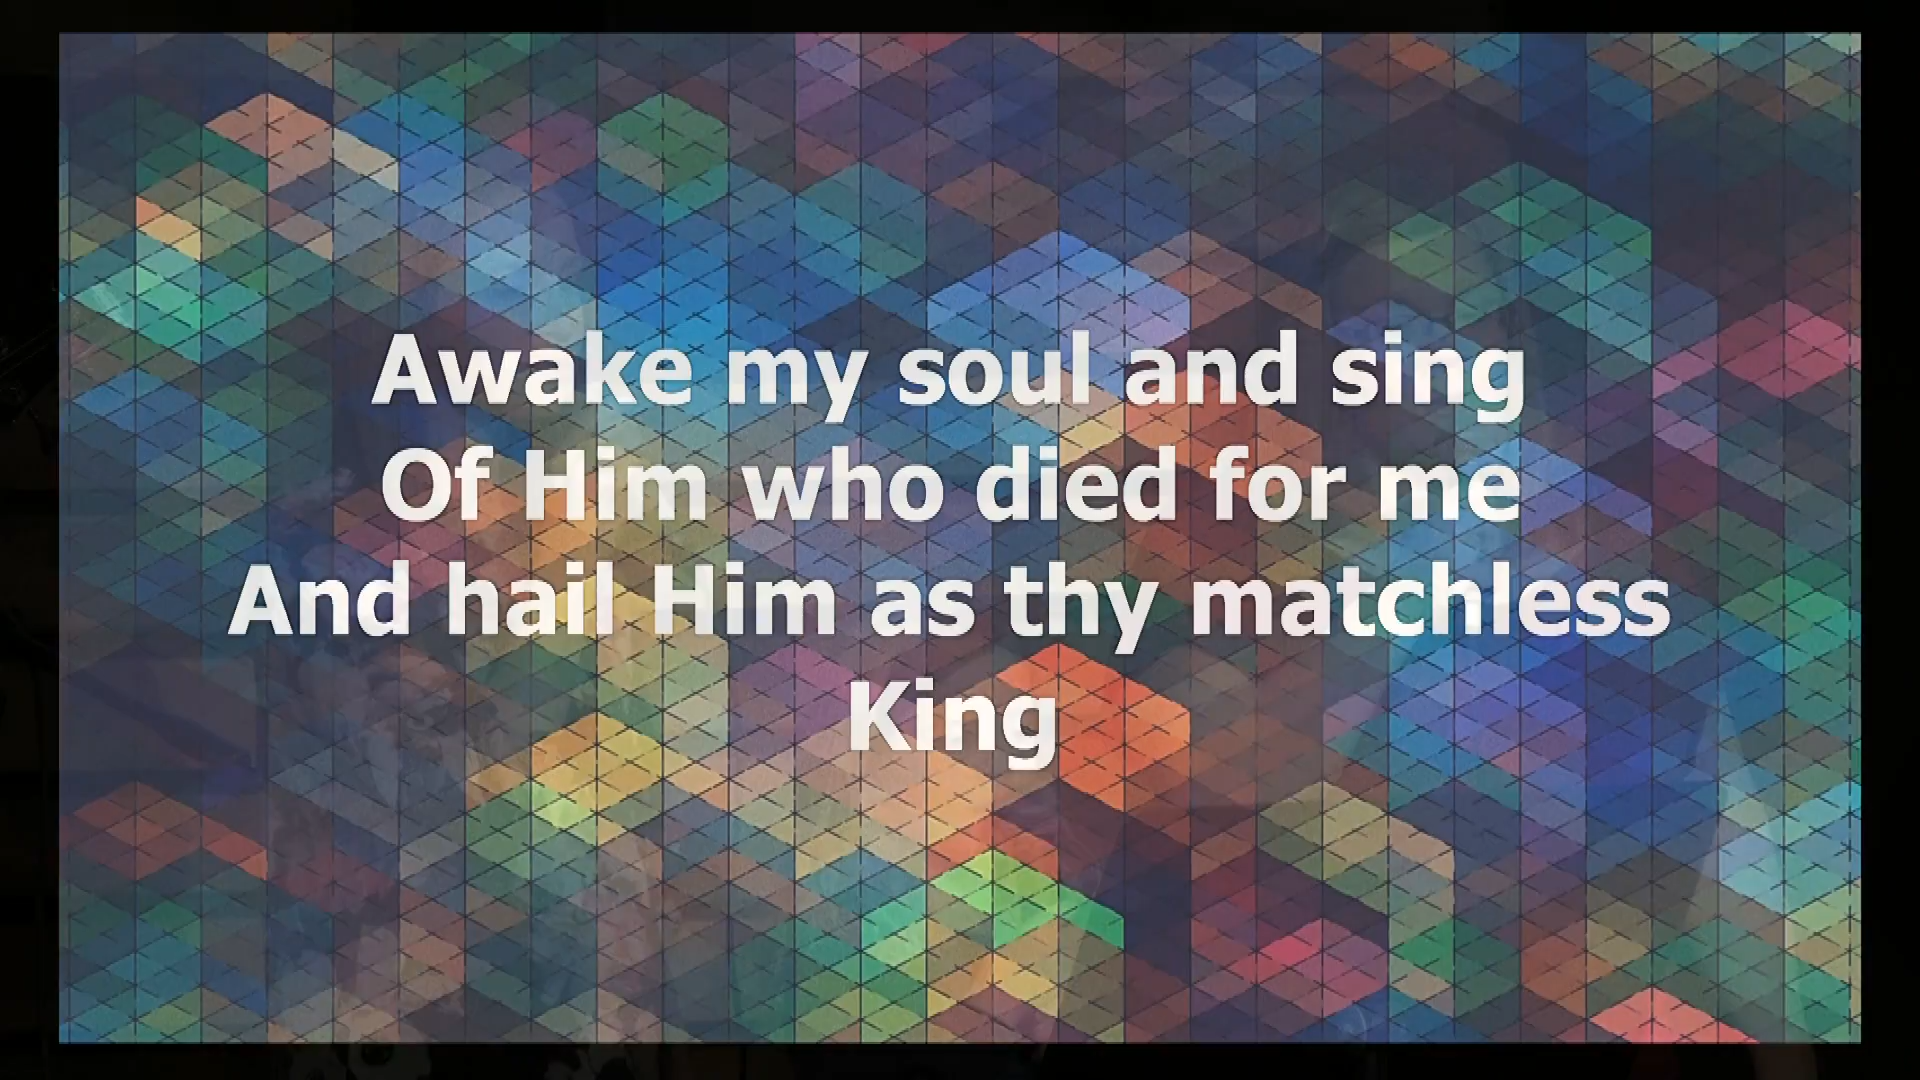 Awake my soul and sing
Of Him who died for me
And hail Him as thy matchless
King